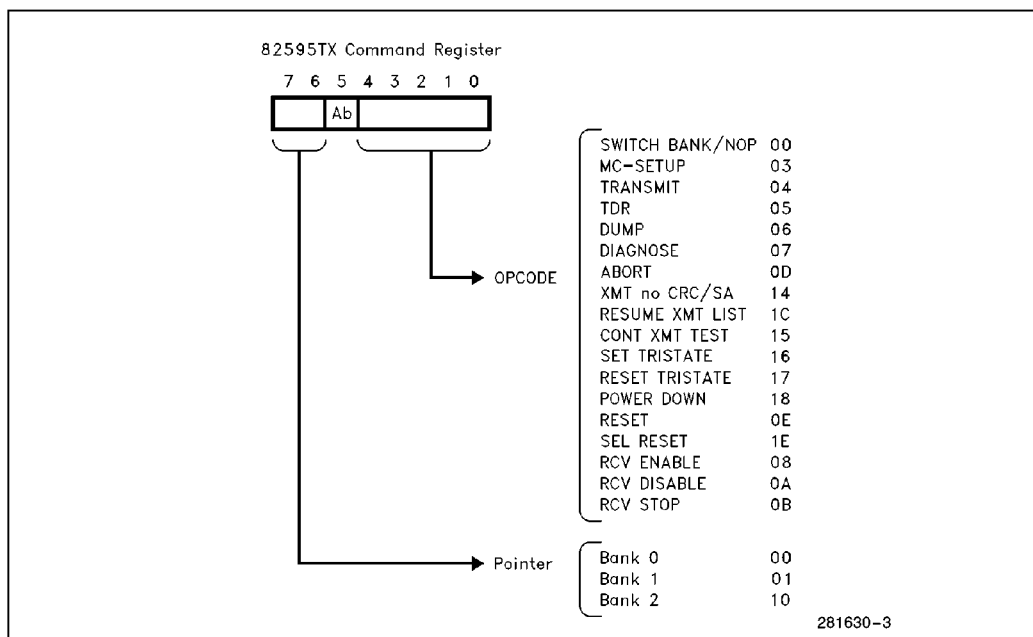 82595TX Command Register
7 6 5 4 3 2 1 0
Ab
SWITCH BANK/NOP 00
MC-SETUP 03
TRANSMIT 04
TDR 05
DUMP 06
DIAGNOSE 07
OPCODE
ABORT 0D
XMT no CRC/SA 14
RESUME XMT LIST 1C
CONT XMT TEST 15
SET TRISTATE 16
RESET TRISTATE 17
POWER DOWN 18
RESET 0E
SEL RESET 1E
RCV ENABLE 08
RCV DISABLE 0A
RCV STOP 0B
Pointer
Bank 0 00
Bank 1 01
Bank 2 10
281630-3